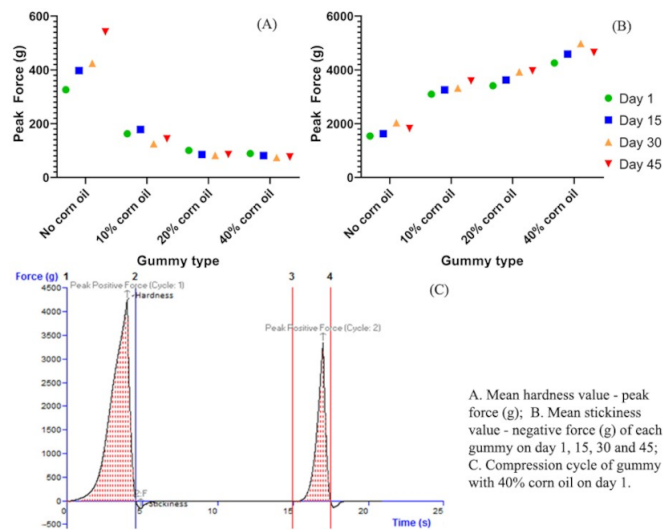 (A)
Peak Force (g)
600
400
200
0
No corn oil
10% corn oil
20% corn oil
40% corn oil
Gummy type
(B)
Peak Force (g)
6000
4000
2000
0
No corn oil
10% corn oil
20% corn oil
40% corn oil
Gummy type
Day 1
Day 15
Day 30
Day 45
(C)
Force (g)
1 2 3 4
Peak Positive Force (Cycle: 1)
Hardness
Peak Positive Force (Cycle: 2)
4500
4000
3500
3000
2500
2000
1500
1000
500
0
-500
Stickiness
5 10 15 20 25
Time (s)
A. Mean hardness value - peak
force (g); B. Mean stickiness
value - negative force (g) of each
gummy on day 1, 15, 30 and 45;
C. Compression cycle of gummy
with 40% corn oil on day 1.